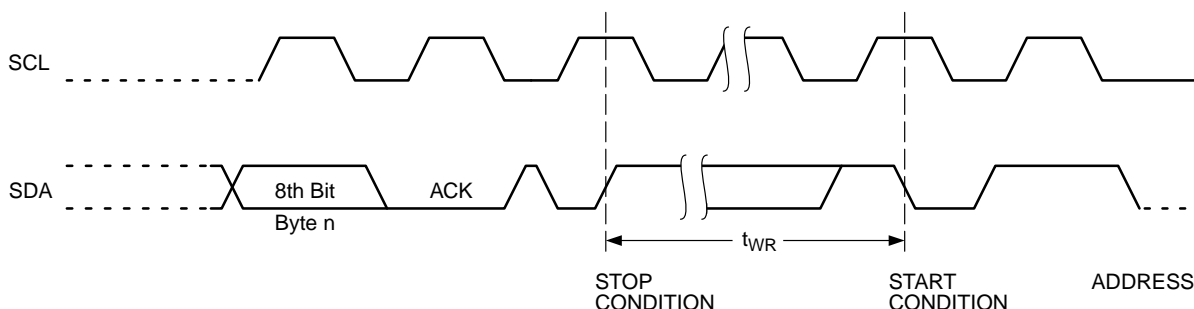 SCL
SDA
8th Bit
Byte n
ACK
tWR
STOP
CONDITION
START
CONDITION
ADDRESS